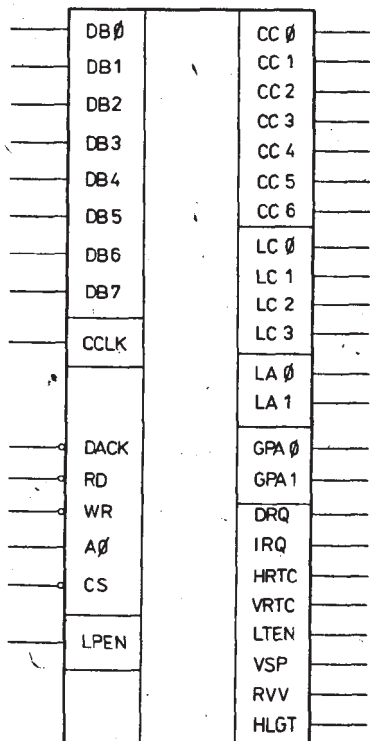 DBØ
DB1
DB2
DB3
DB4
DB5
DB6
DB7
CCLK
DACK
RD
WR
AØ
CS
LPEN
CC Ø
CC 1
CC 2
CC 3
CC 4
CC 5
CC 6
LC Ø
LC 1
LC 2
LC 3
LA Ø
LA 1
GPA Ø
GPA 1
DRQ
IRQ
HRTC
VRTC
LTEN
VSP
RVV
HLGT